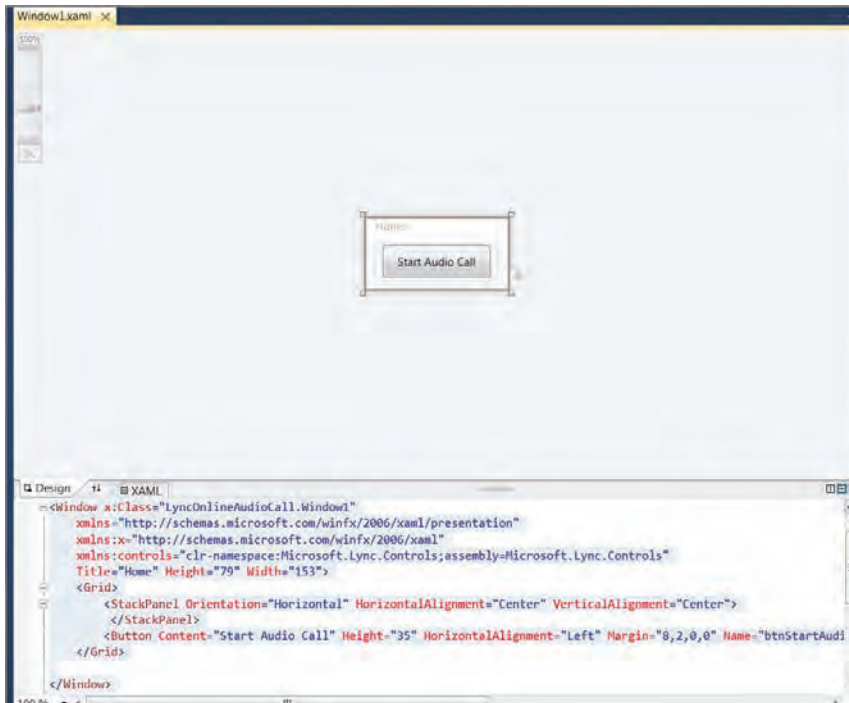 Window1.xaml ×
100%
Home
Start Audio Call
Design XAML
<Window x:Class="LyncOnlineAudioCall.Window1"
xmlns="http://schemas.microsoft.com/winfx/2006/xaml/presentation"
xmlns:x="http://schemas.microsoft.com/winfx/2006/xaml"
xmlns:controls="clr-namespace:Microsoft.Lync.Controls;assembly=Microsoft.Lync.Controls"
Title="Home" Height="79" Width="153">
<Grid>
<StackPanel Orientation="Horizontal" HorizontalAlignment="Center" VerticalAlignment="Center">
</StackPanel>
<Button Content="Start Audio Call" Height="35" HorizontalAlignment="Left" Margin="8,2,0,0" Name="btnStartAudi
</Grid>
</Window>
100 %